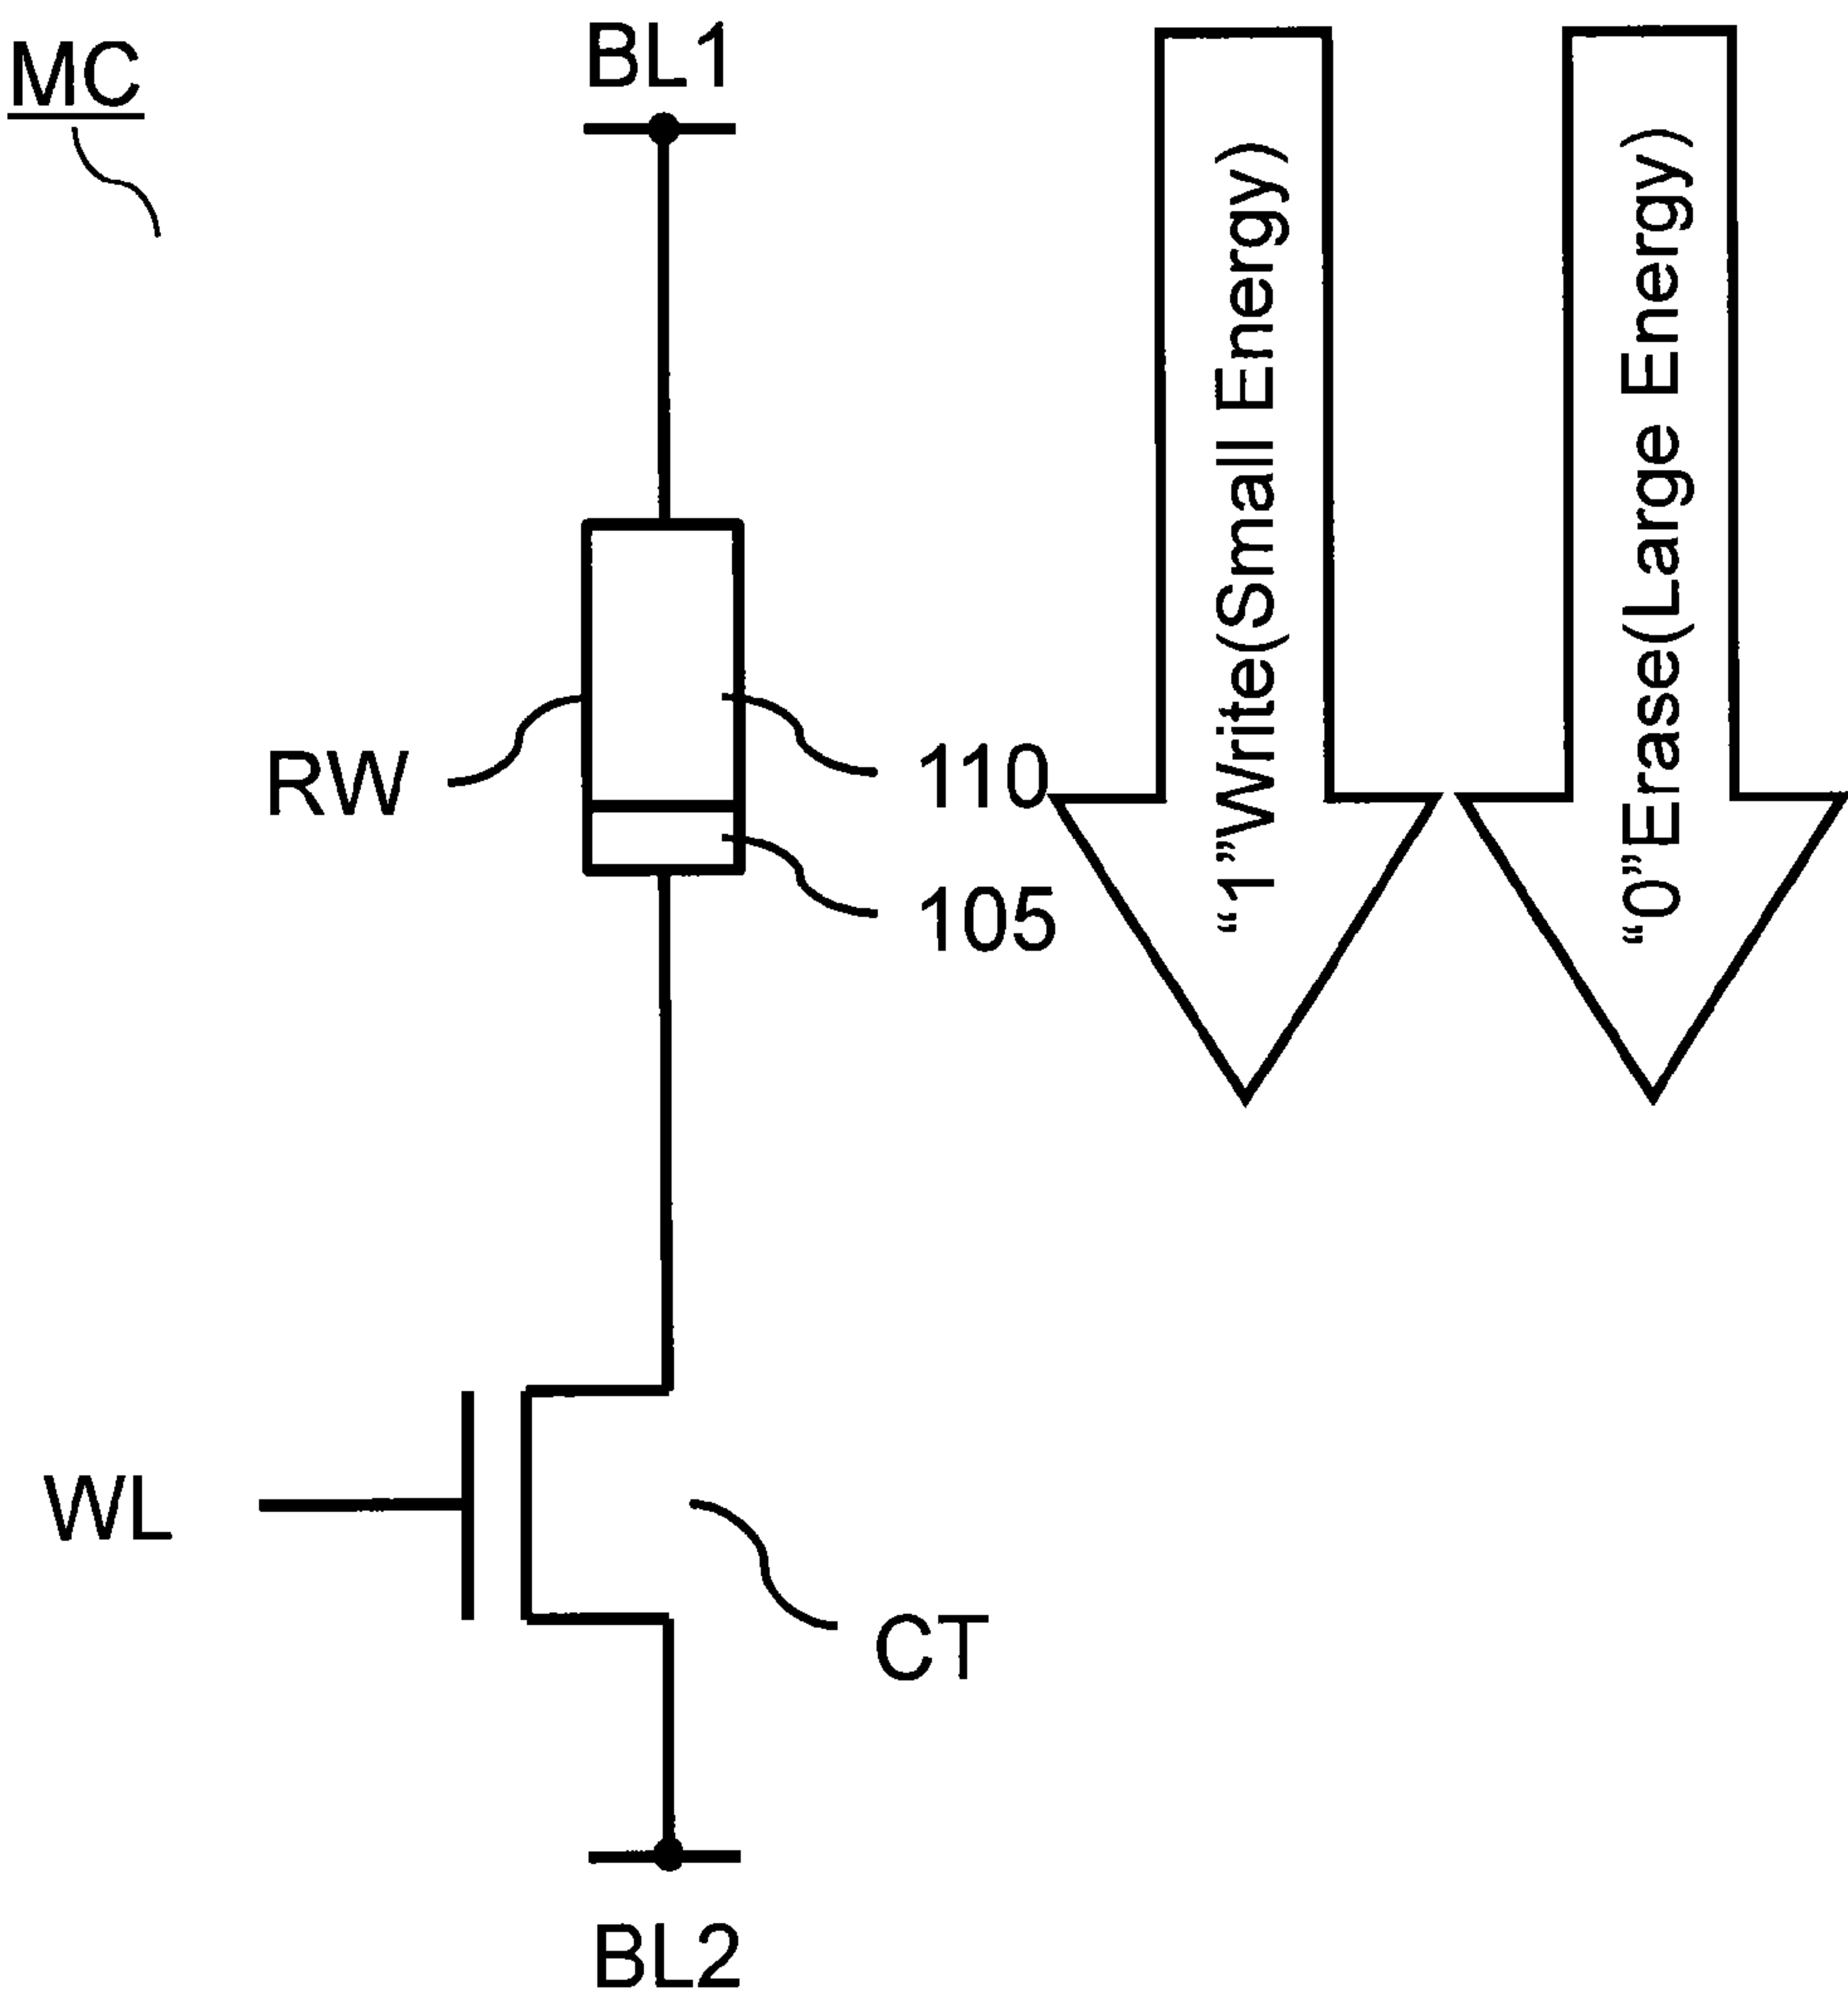 MC
BL1
“1”Write(Small Energy)
“0”Erase(Large Energy)
RW
110
105
WL
CT
BL2